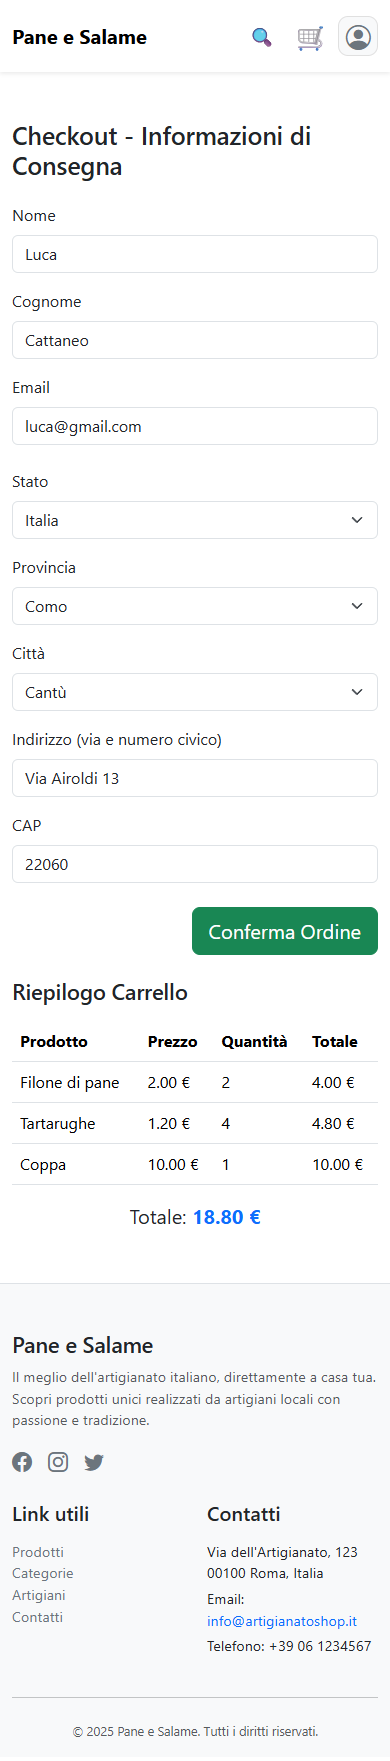 Pane e Salame
Checkout - Informazioni di
Consegna
Nome
Luca
Cognome
Cattaneo
Email
luca@gmail.com
Stato
Italia
Provincia
Como
Città
Cantù
Indirizzo (via e numero civico)
Via Airoldi 13
CAP
22060
Conferma Ordine
Riepilogo Carrello
Prodotto Prezzo Quantità Totale
Filone di pane 2.00 € 2 4.00 €
Tartarughe 1.20 € 4 4.80 €
Coppa 10.00 € 1 10.00 €
Totale: 18.80 €
Pane e Salame
Il meglio dell'artigianato italiano, direttamente a casa tua.
Scopri prodotti unici realizzati da artigiani locali con
passione e tradizione.
Link utili
Prodotti
Categorie
Artigiani
Contatti
Contatti
Via dell'Artigianato, 123
00100 Roma, Italia
Email:
info@artigianatoshop.it
Telefono: +39 06 1234567
© 2025 Pane e Salame. Tutti i diritti riservati.